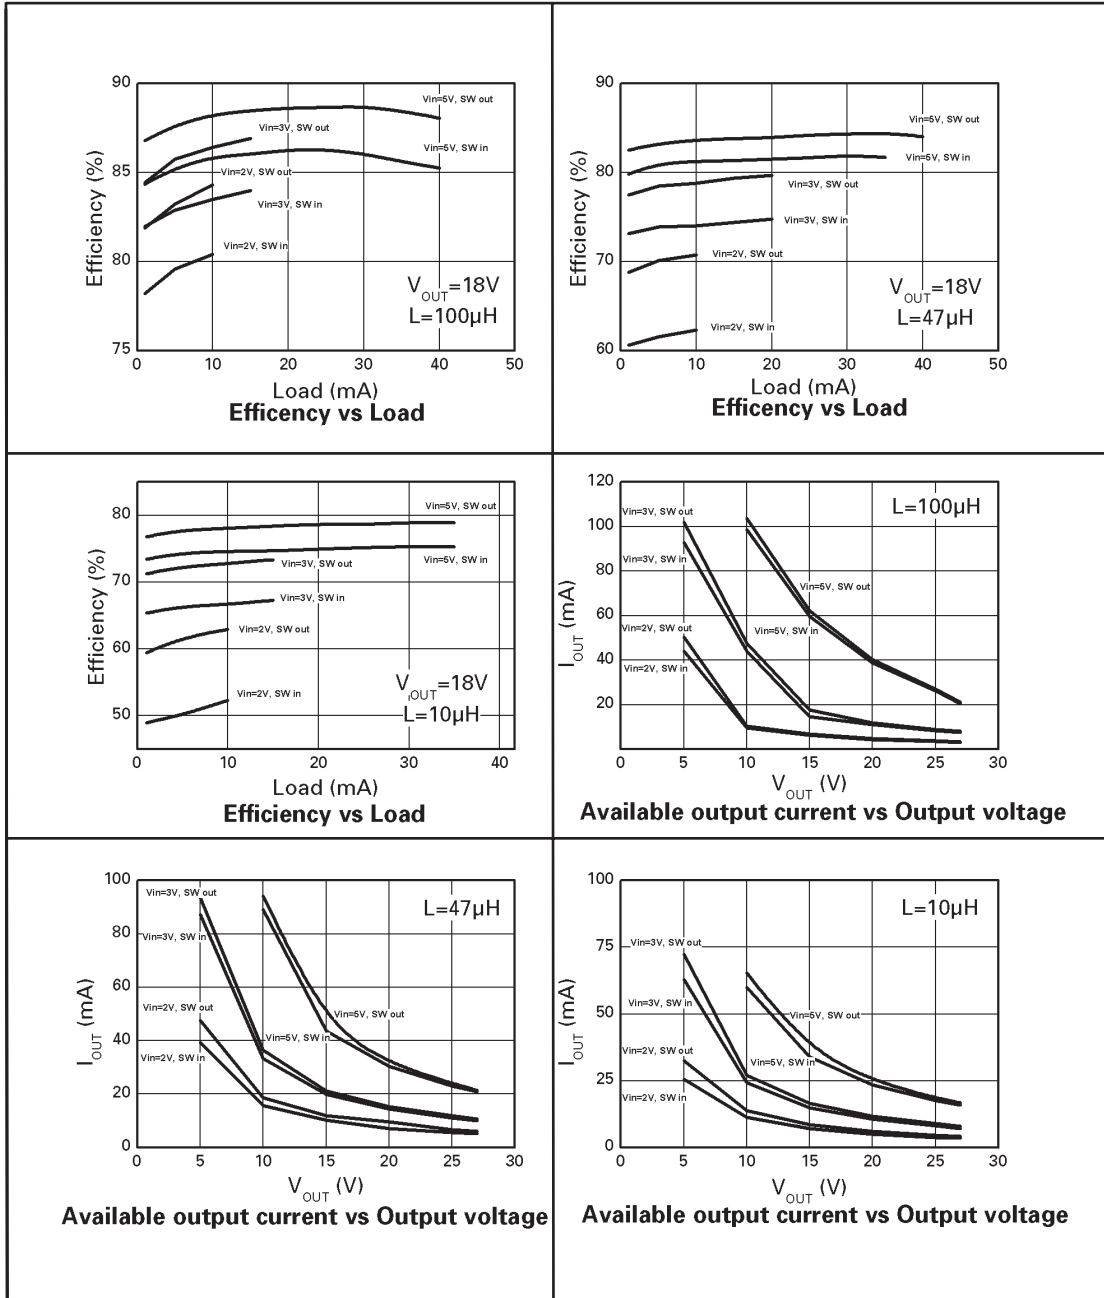 90
85
80
75
Efficiency (%)
Vin=5V, SW out
Vin=3V, SW out
Vin=5V, SW in
Vin=2V, SW out
Vin=3V, SW in
Vin=2V, SW in
VOUT=18V
L=100µH
0 10 20 30 40 50
Load (mA)
Efficency vs Load
90
80
70
60
Efficiency (%)
Vin=5V, SW out
Vin=5V, SW in
Vin=3V, SW out
Vin=3V, SW in
Vin=2V, SW out
Vin=2V, SW in
VOUT=18V
L=47µH
0 10 20 30 40 50
Load (mA)
Efficency vs Load
80
70
60
50
Efficiency (%)
Vin=5V, SW out
Vin=5V, SW in
Vin=3V, SW out
Vin=3V, SW in
Vin=2V, SW out
Vin=2V, SW in
VOUT=18V
L=10µH
0 10 20 30 40
Load (mA)
Efficiency vs Load
120
100
80
60
40
20
IOUT (mA)
L=100µH
Vin=3V, SW out
Vin=3V, SW in
Vin=5V, SW out
Vin=2V, SW out
Vin=5V, SW in
Vin=2V, SW in
0 5 10 15 20 25 30
VOUT (V)
Available output current vs Output voltage
100
80
60
40
20
0
IOUT (mA)
L=47µH
Vin=3V, SW out
Vin=3V, SW in
Vin=2V, SW out
Vin=5V, SW out
Vin=5V, SW in
Vin=2V, SW in
0 5 10 15 20 25 30
VOUT (V)
Available output current vs Output voltage
100
75
50
25
0
IOUT (mA)
L=10µH
Vin=3V, SW out
Vin=3V, SW in
Vin=5V, SW out
Vin=2V, SW out
Vin=5V, SW in
Vin=2V, SW in
0 5 10 15 20 25 30
VOUT (V)
Available output current vs Output voltage